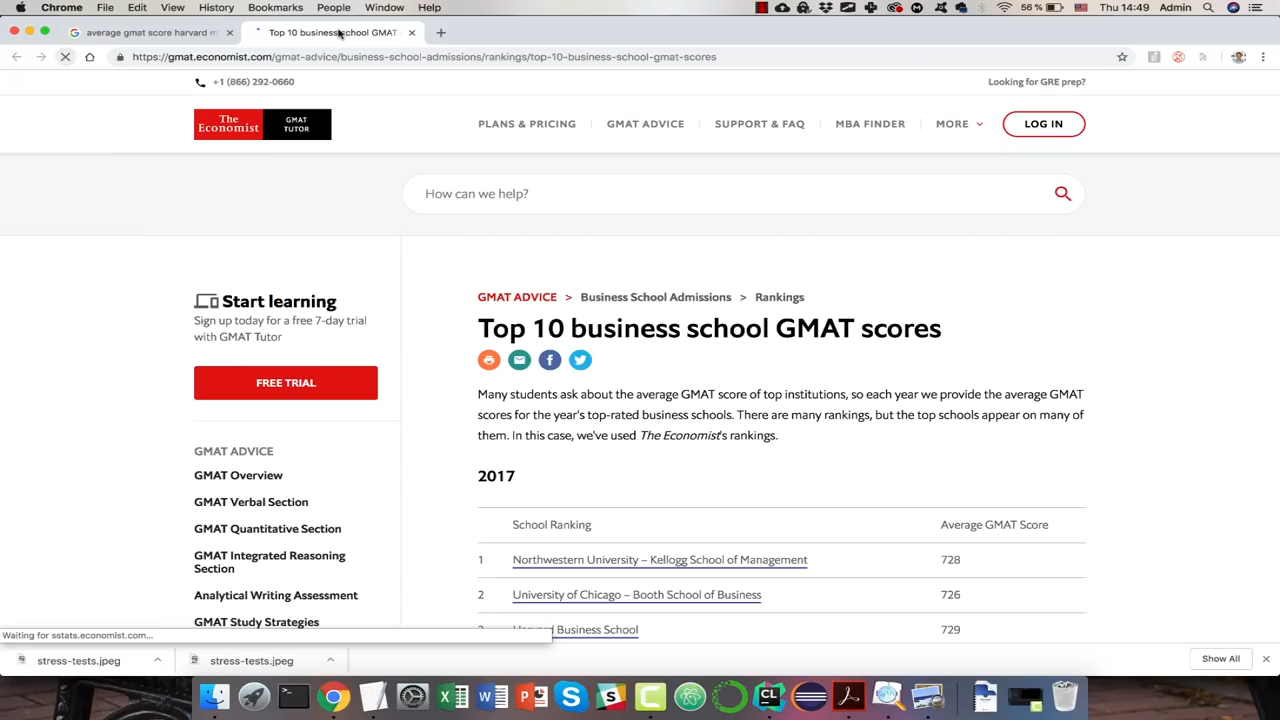 Chrome File Edit View History Bookmarks People Window Help 56 % Thu 14:49 Admin
average gmat score harvard m Top 10 business school GMAT
https://gmat.economist.com/gmat-advice/business-school-admissions/rankings/top-10-business-school-gmat-scores
+1 (866) 292-0660 Looking for GRE prep?
The Economist GMAT TUTOR
PLANS & PRICING GMAT ADVICE SUPPORT & FAQ MBA FINDER MORE LOG IN
How can we help?
Start learning
Sign up today for a free 7-day trial
with GMAT Tutor
FREE TRIAL
GMAT ADVICE
GMAT Overview
GMAT Verbal Section
GMAT Quantitative Section
GMAT Integrated Reasoning
Section
Analytical Writing Assessment
GMAT Study Strategies
GMAT ADVICE > Business School Admissions > Rankings
Top 10 business school GMAT scores
Many students ask about the average GMAT score of top institutions, so each year we provide the average GMAT
scores for the year's top-rated business schools. There are many rankings, but the top schools appear on many of
them. In this case, we've used The Economist's rankings.
2017
School Ranking Average GMAT Score
1 Northwestern University – Kellogg School of Management 728
2 University of Chicago – Booth School of Business 726
Business School 729
Waiting for sstats.economist.com...
stress-tests.jpeg stress-tests.jpeg Show All